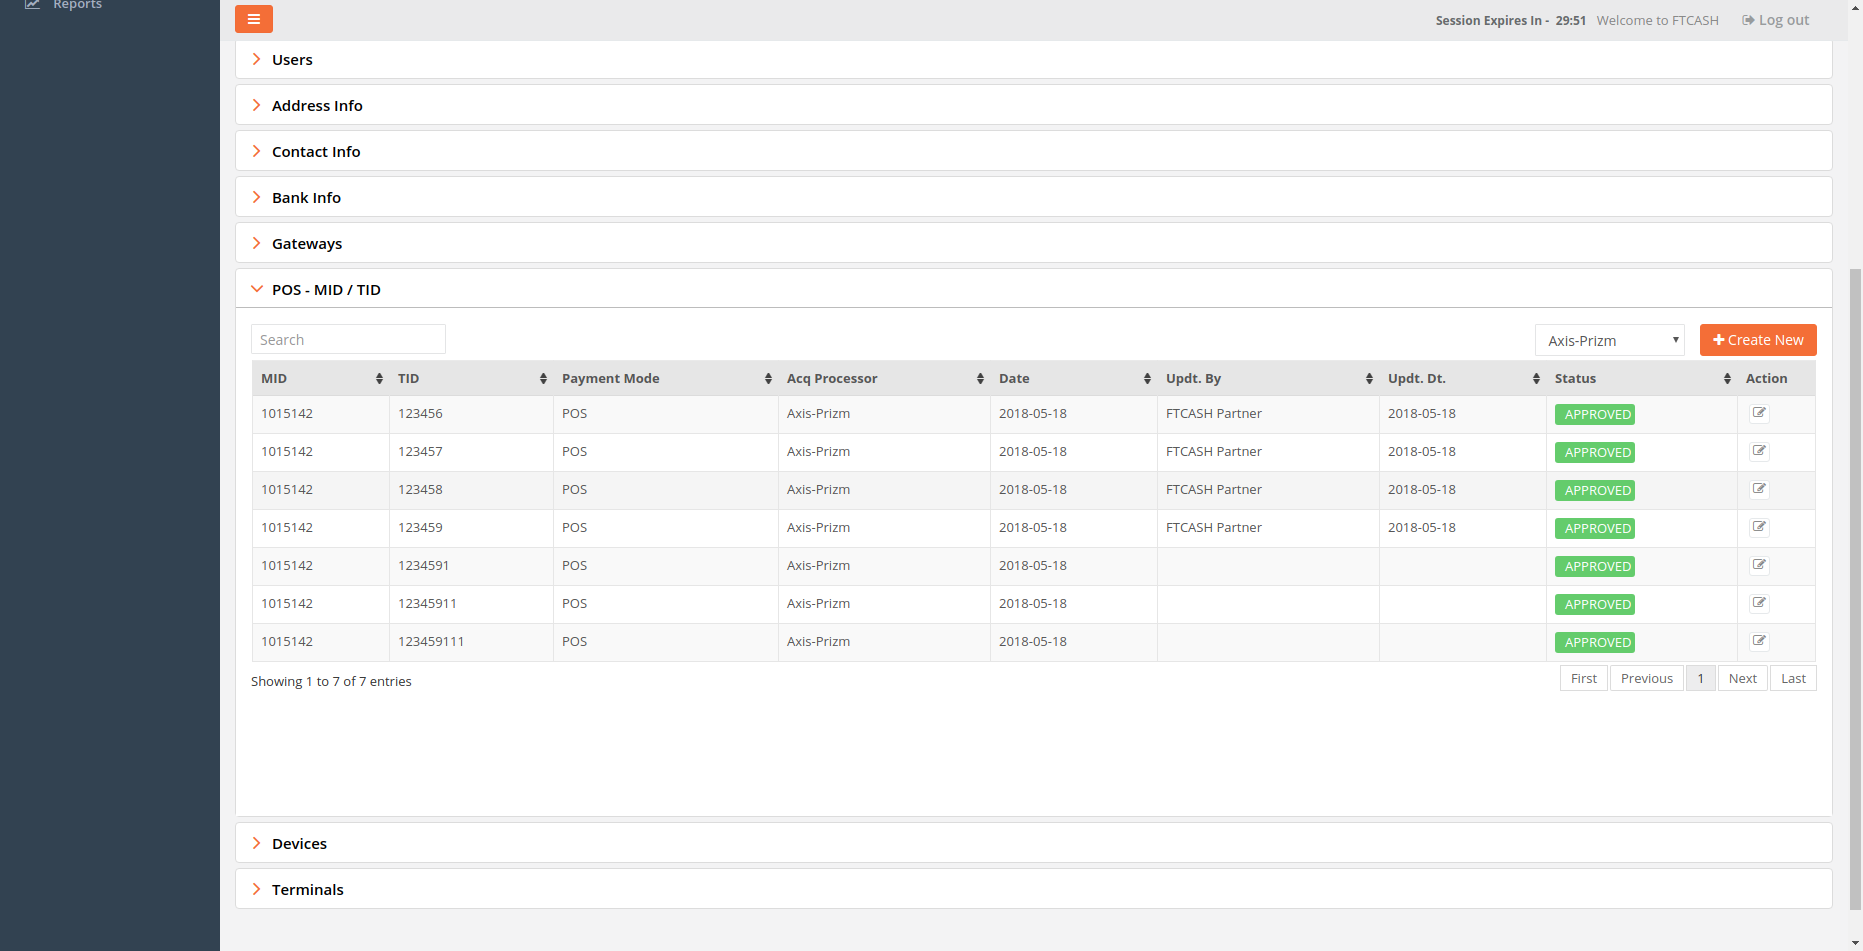 Reports
Session Expires In - 29:51 Welcome to FTCASH Log out
Users
Address Info
Contact Info
Bank Info
Gateways
POS - MID / TID
Search Axis-Prizm Create New
MID TID Payment Mode Acq Processor Date Updt. By Updt. Dt. Status Action
1015142 123456 POS Axis-Prizm 2018-05-18 FTCASH Partner 2018-05-18 APPROVED
1015142 123457 POS Axis-Prizm 2018-05-18 FTCASH Partner 2018-05-18 APPROVED
1015142 123458 POS Axis-Prizm 2018-05-18 FTCASH Partner 2018-05-18 APPROVED
1015142 123459 POS Axis-Prizm 2018-05-18 FTCASH Partner 2018-05-18 APPROVED
1015142 1234591 POS Axis-Prizm 2018-05-18 APPROVED
1015142 12345911 POS Axis-Prizm 2018-05-18 APPROVED
1015142 123459111 POS Axis-Prizm 2018-05-18 APPROVED
Showing 1 to 7 of 7 entries First Previous 1 Next Last
Devices
Terminals